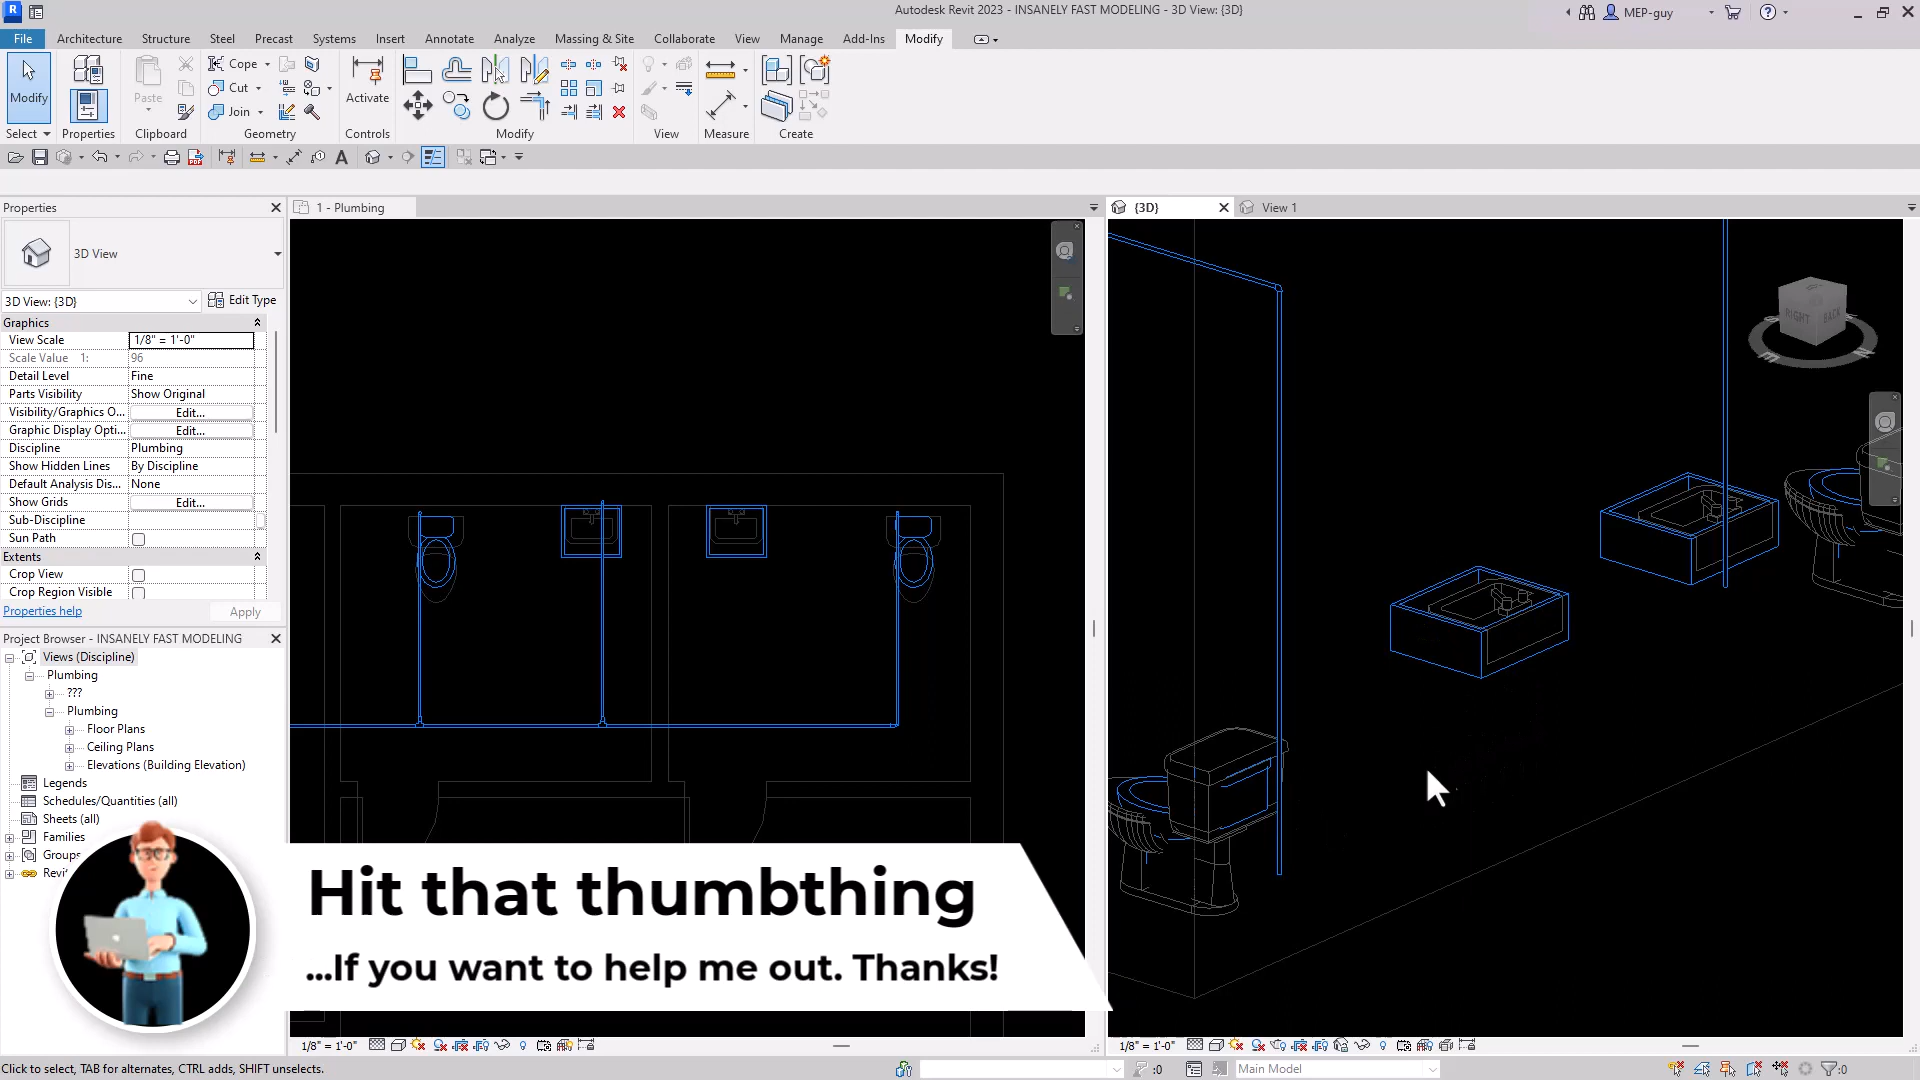 Autodesk Revit 2023 - INSANELY FAST MODELING - 3D View: {3D}
MEP-guy
File
Architecture
Structure
Steel
Precast
Systems
Insert
Annotate
Analyze
Massing & Site
Collaborate
View
Manage
Add-Ins
Modify
Modify
Paste
Cope
Cut
Join
Activate
Select
Properties
Clipboard
Geometry
Controls
Modify
View
Measure
Create
Properties
3D View
3D View: {3D}
Edit Type
Graphics
View Scale 1/8" = 1'-0"
Scale Value 1: 96
Detail Level Fine
Parts Visibility Show Original
Visibility/Graphics O... Edit...
Graphic Display Opti... Edit...
Discipline Plumbing
Show Hidden Lines By Discipline
Default Analysis Dis... None
Show Grids Edit...
Sub-Discipline
Sun Path
Extents
Crop View
Crop Region Visible
Properties help
Apply
Project Browser - INSANELY FAST MODELING
Views (Discipline)
Plumbing
???
Plumbing
Floor Plans
Ceiling Plans
Elevations (Building Elevation)
Legends
Schedules/Quantities (all)
Sheets (all)
Families
Groups
Revi
1 - Plumbing
{3D}
View 1
RIGHT
BACK
Hit that thumbthing
...If you want to help me out. Thanks!
1/8" = 1'-0"
1/8" = 1'-0"
Click to select, TAB for alternates, CTRL adds, SHIFT unselects.
:0
Main Model
:0